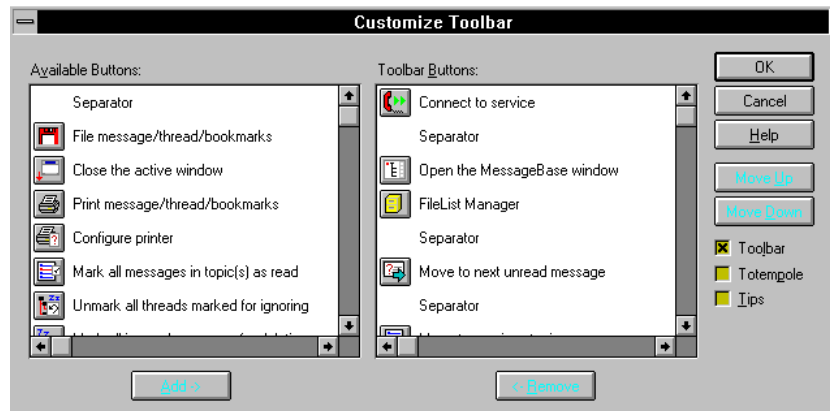 Customize Toolbar
Available Buttons:
Separator
File message/thread/bookmarks
Close the active window
Print message/thread/bookmarks
Configure printer
Mark all messages in topic(s) as read
Unmark all threads marked for ignoring
Add ->
Toolbar Buttons:
Connect to service
Separator
Open the MessageBase window
FileList Manager
Separator
Move to next unread message
Separator
<- Remove
OK
Cancel
Help
Move Up
Move Down
Toolbar
Totempole
Tips